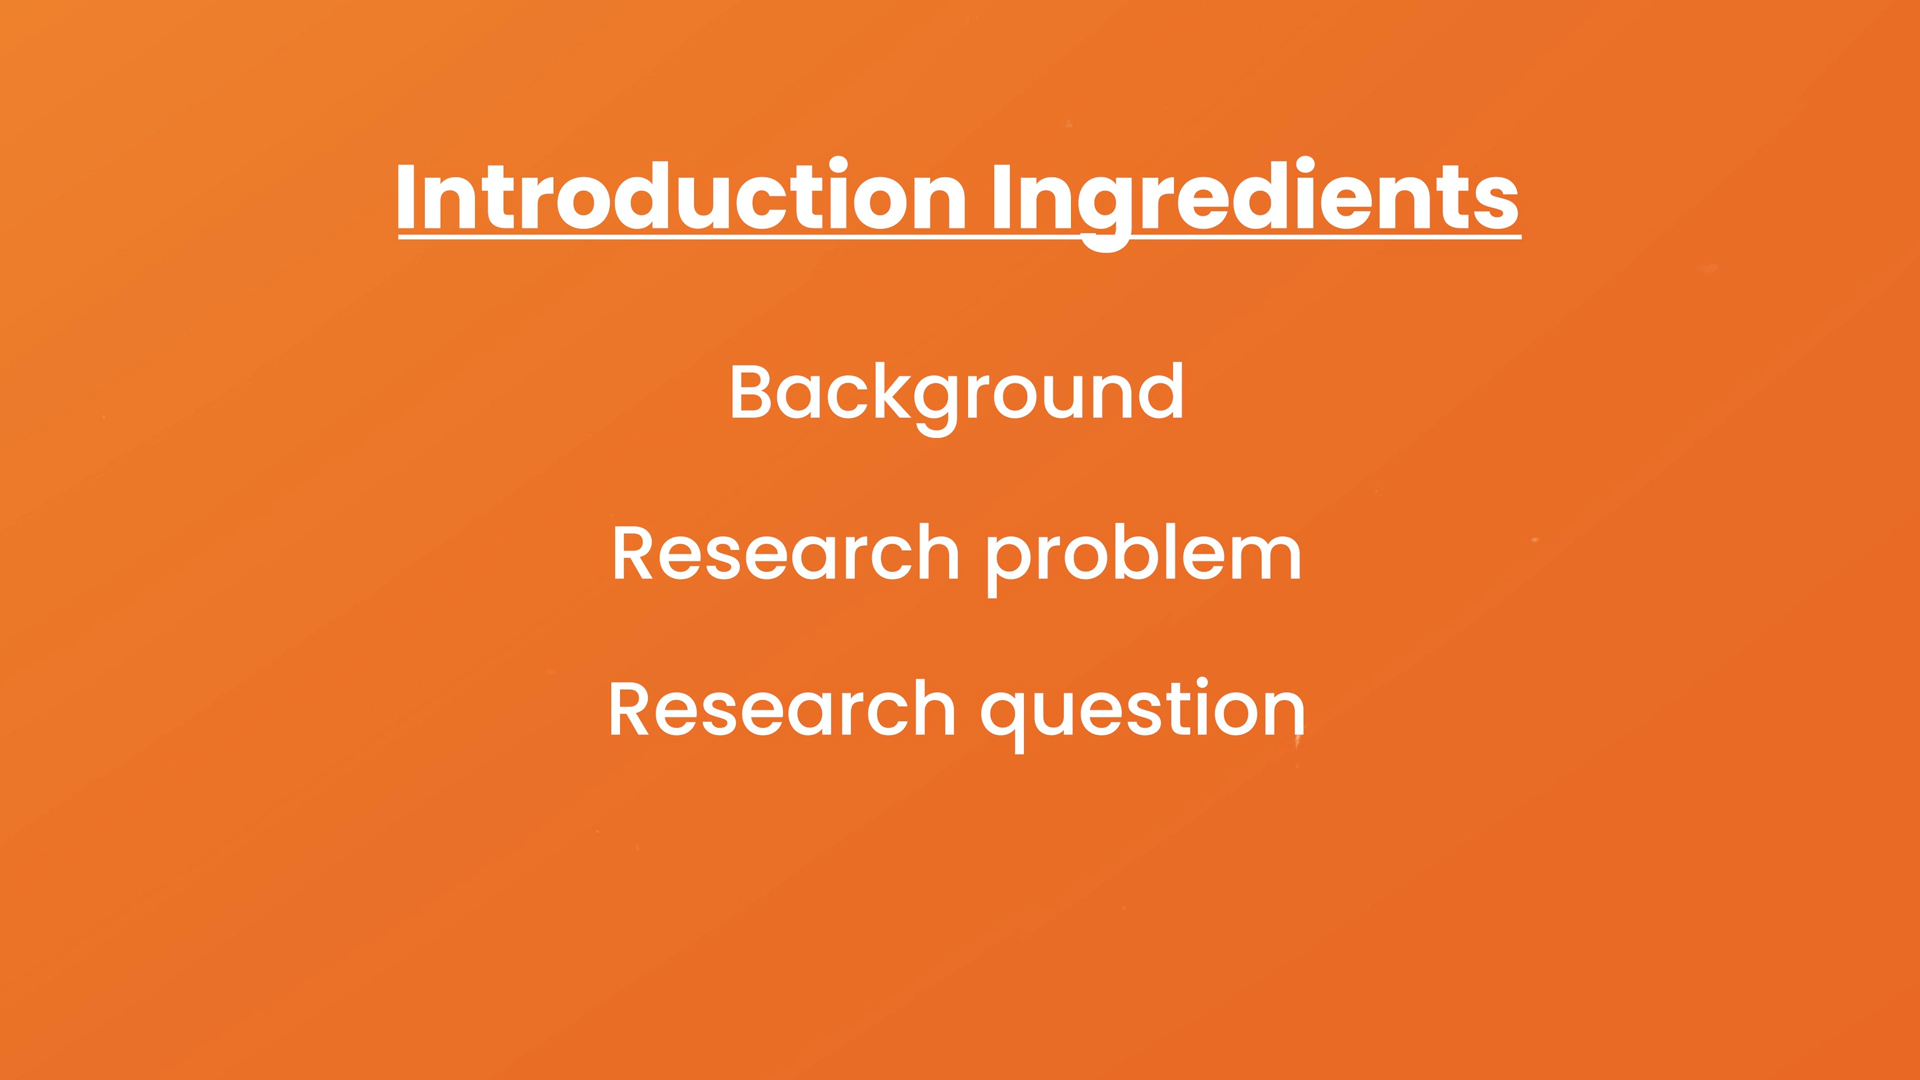 Introduction Ingredients
Background
Research problem
Research question